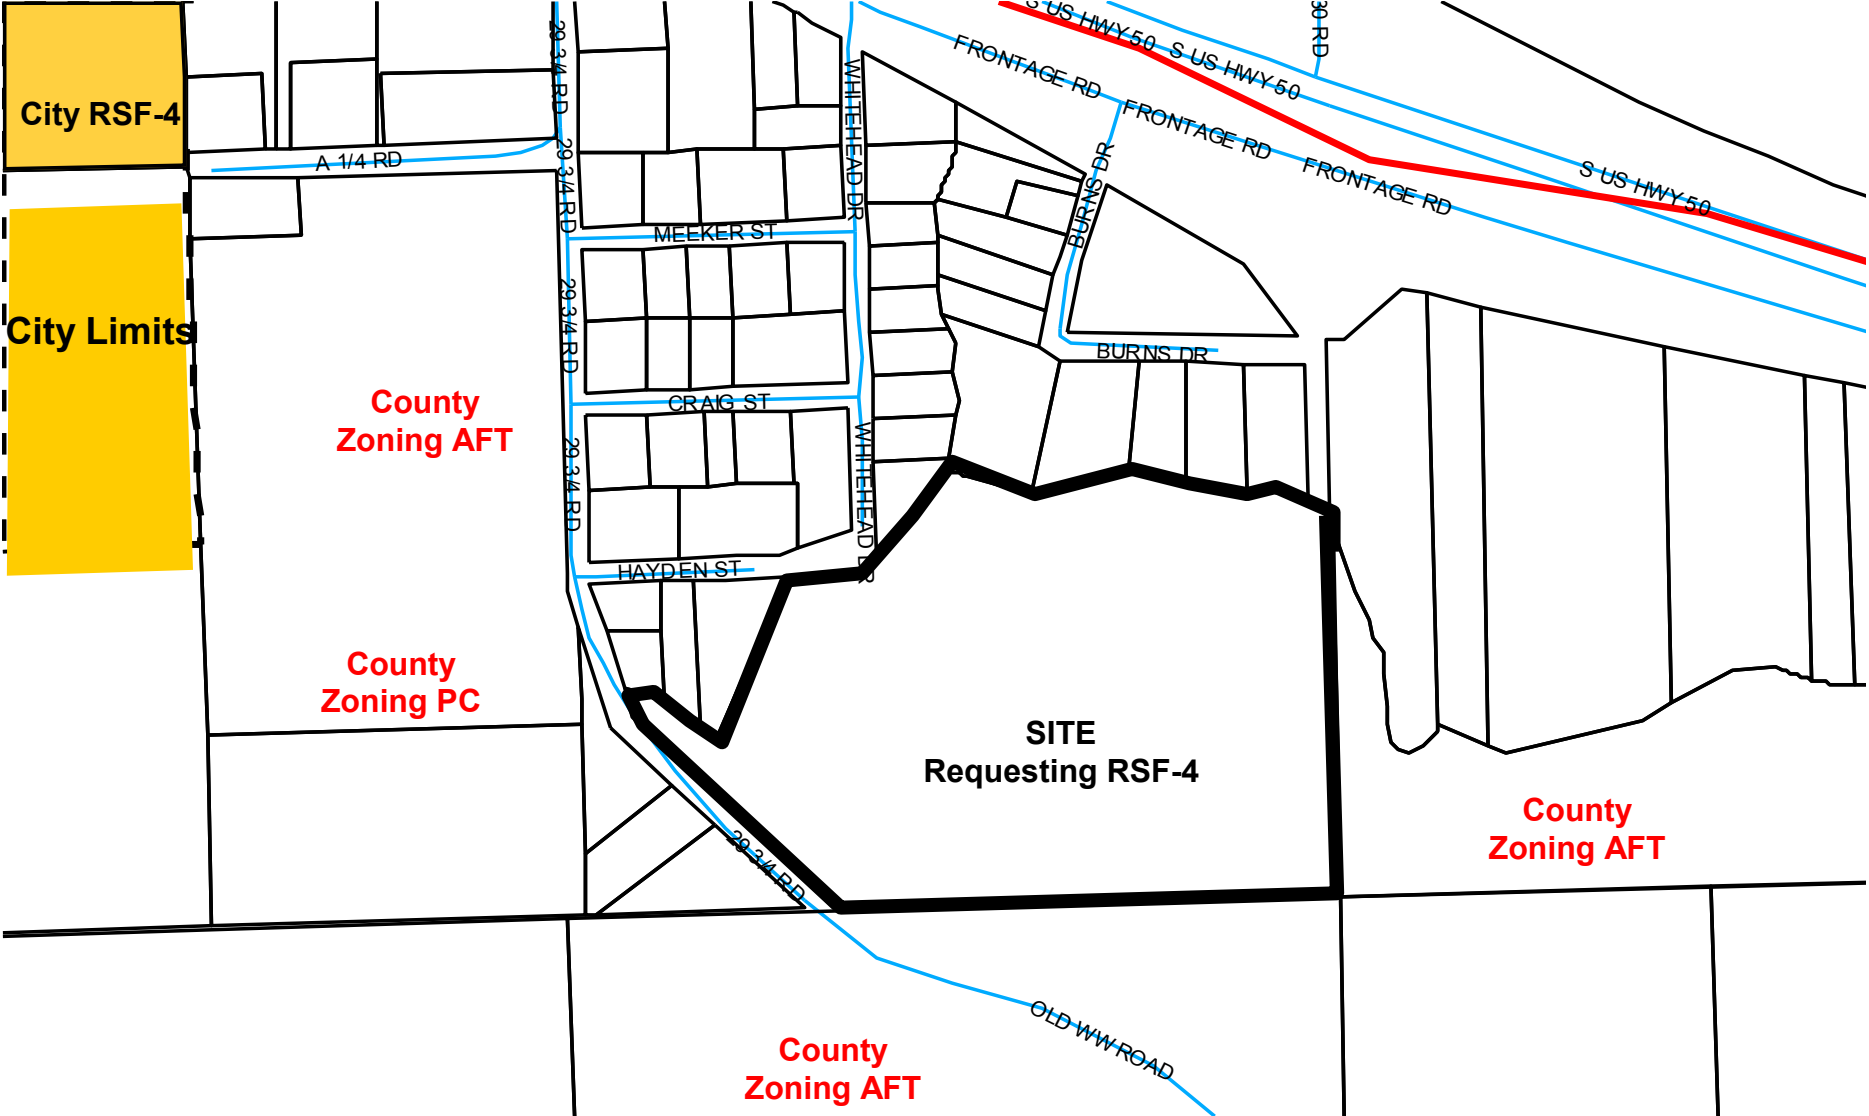 S US HWY 50
S US HWY 50
30 RD
29 3/4 RD
FRONTAGE RD
FRONTAGE RD
FRONTAGE RD
S US HWY 50
City RSF-4
A 1/4 RD
29 3/4 RD
WHITEHEAD DR
BURNS DR
MEEKER ST
City Limits
29 3/4 RD
BURNS DR
County
Zoning AFT
CRAIG ST
29 3/4 RD
WHITEHEAD DR
HAYDEN ST
County
Zoning PC
SITE
Requesting RSF-4
County
Zoning AFT
29 3/4 RD
OLD WW ROAD
County
Zoning AFT